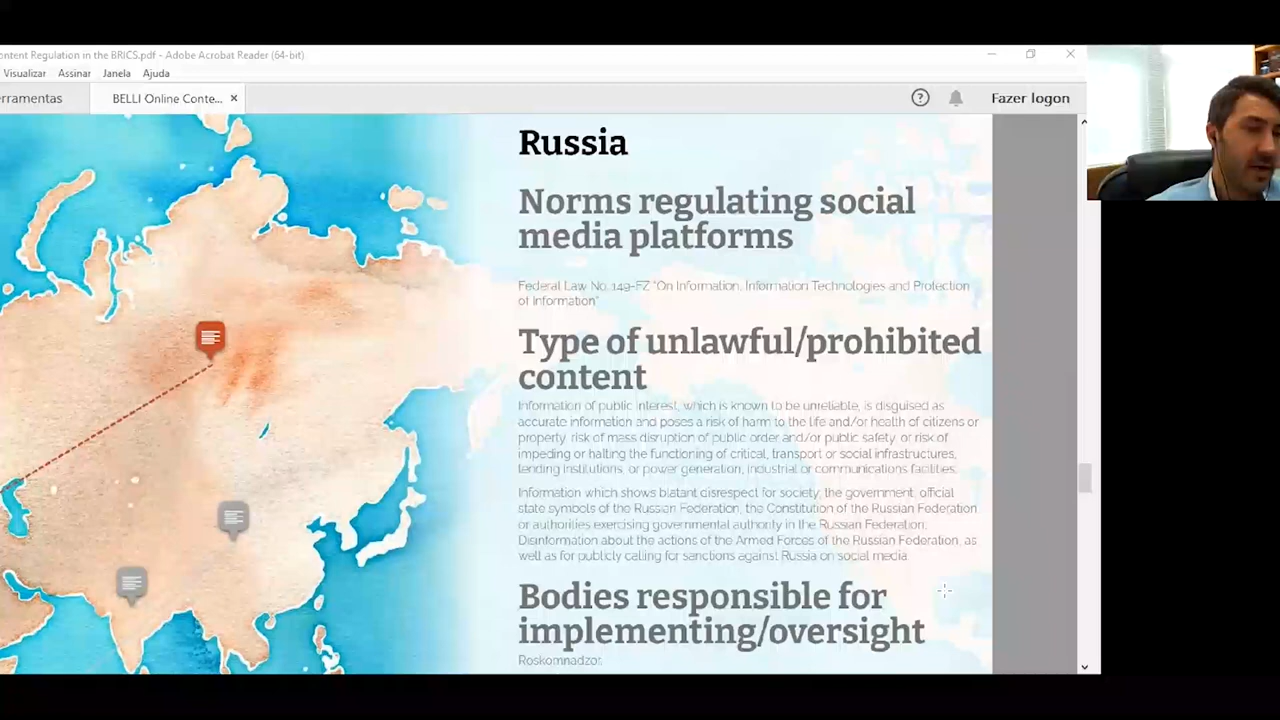 ontent Regulation in the BRICS.pdf - Adobe Acrobat Reader (64-bit)
Visualizar Assinar Janela Ajuda
erramentas
BELLI Online Conte...
Fazer logon
Russia
Norms regulating social
media platforms
Federal Law No. 149-FZ "On Information, Information Technologies and Protection
of Information"
Type of unlawful/prohibited
content
Information of public interest, which is known to be unreliable, is disguised as
accurate information and poses a risk of harm to the life and/or health of citizens or
property, risk of mass disruption of public order and/or public safety, or risk of
impeding or halting the functioning of critical, transport or social infrastructures,
lending institutions, or power generation, industrial or communications facilities.
Information which shows blatant disrespect for society, the government, official
state symbols of the Russian Federation, the Constitution of the Russian Federation
or authorities exercising governmental authority in the Russian Federation;
Disinformation about the actions of the Armed Forces of the Russian Federation, as
well as for publicly calling for sanctions against Russia on social media
Bodies responsible for
implementing/oversight
Roskomnadzor.